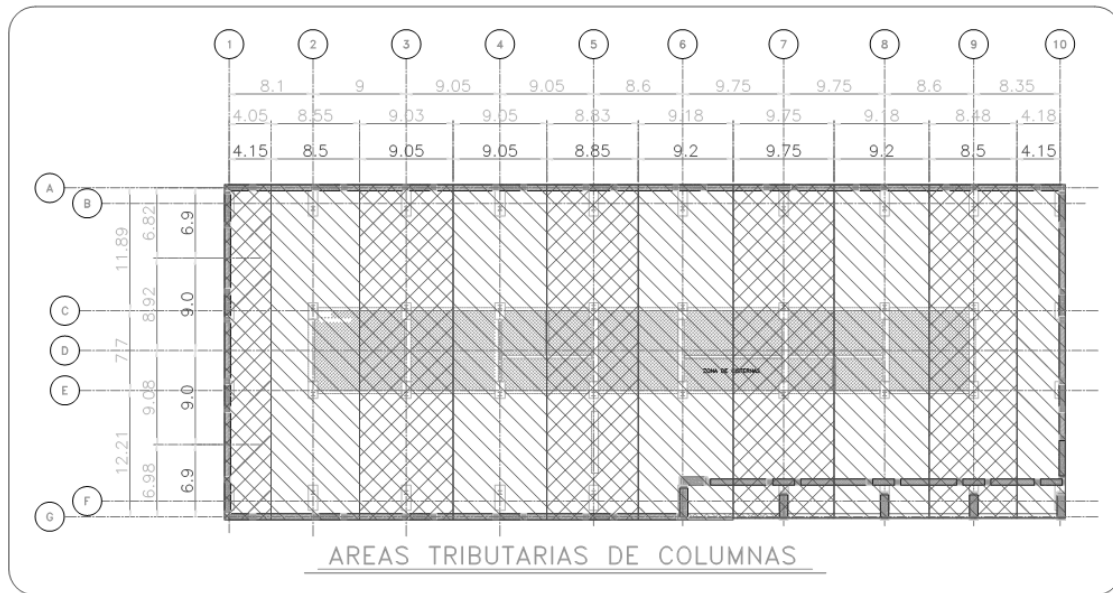 1 2 3 4 5 6 7 8 9 10
8.1 9 9.05 9.05 8.6 9.75 9.75 8.6 8.35
4.05 8.55 9.03 9.05 8.83 9.18 9.75 9.18 8.48 4.18
4.15 8.5 9.05 9.05 8.85 9.2 9.75 9.2 8.5 4.15
A
B
11.89 6.82 6.9
C
8.92 9.0
D
7.7
ZONA DE CISTERNAS
E
9.08 9.0
12.21 6.98 6.9
F
G
AREAS TRIBUTARIAS DE COLUMNAS